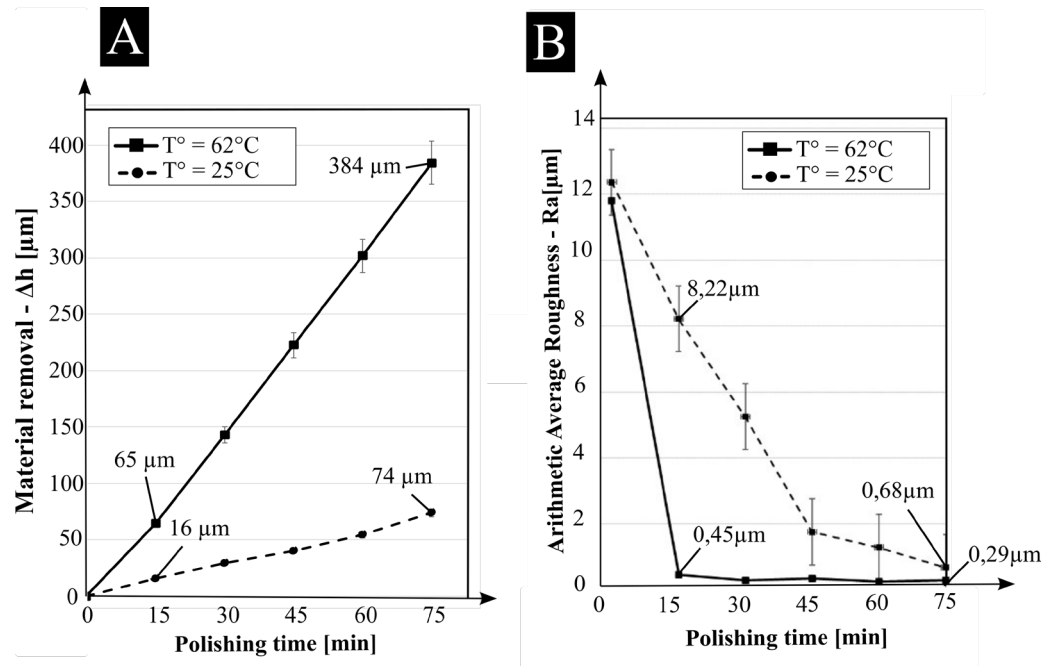 A
Material removal - Δh [μm]
400
350
300
250
200
150
100
50
0
T° = 62°C
T° = 25°C
384 μm
65 μm
16 μm
74 μm
0
15
30
45
60
75
Polishing time [min]
B
Arithmetic Average Roughness - Ra[μm]
14
12
10
8
6
4
2
0
T° = 62°C
T° = 25°C
8,22μm
0,45μm
0,68μm
0,29μm
0
15
30
45
60
75
Polishing time [min]